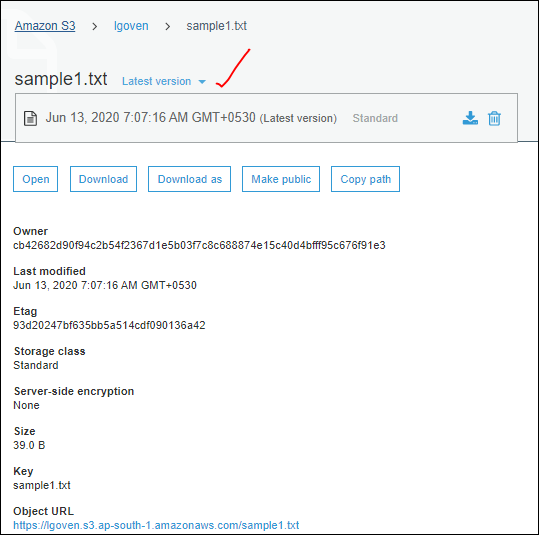 Amazon S3 > lgoven > sample1.txt
sample1.txt Latest version
Jun 13, 2020 7:07:16 AM GMT+0530 (Latest version) Standard
Open Download Download as Make public Copy path
Owner
cb42682d90f94c2b54f2367d1e5b03f7c8c688874e15c40d4bfff95c676f91e3
Last modified
Jun 13, 2020 7:07:16 AM GMT+0530
Etag
93d20247bf635bb5a514cdf090136a42
Storage class
Standard
Server-side encryption
None
Size
39.0 B
Key
sample1.txt
Object URL
https://lgoven.s3.ap-south-1.amazonaws.com/sample1.txt